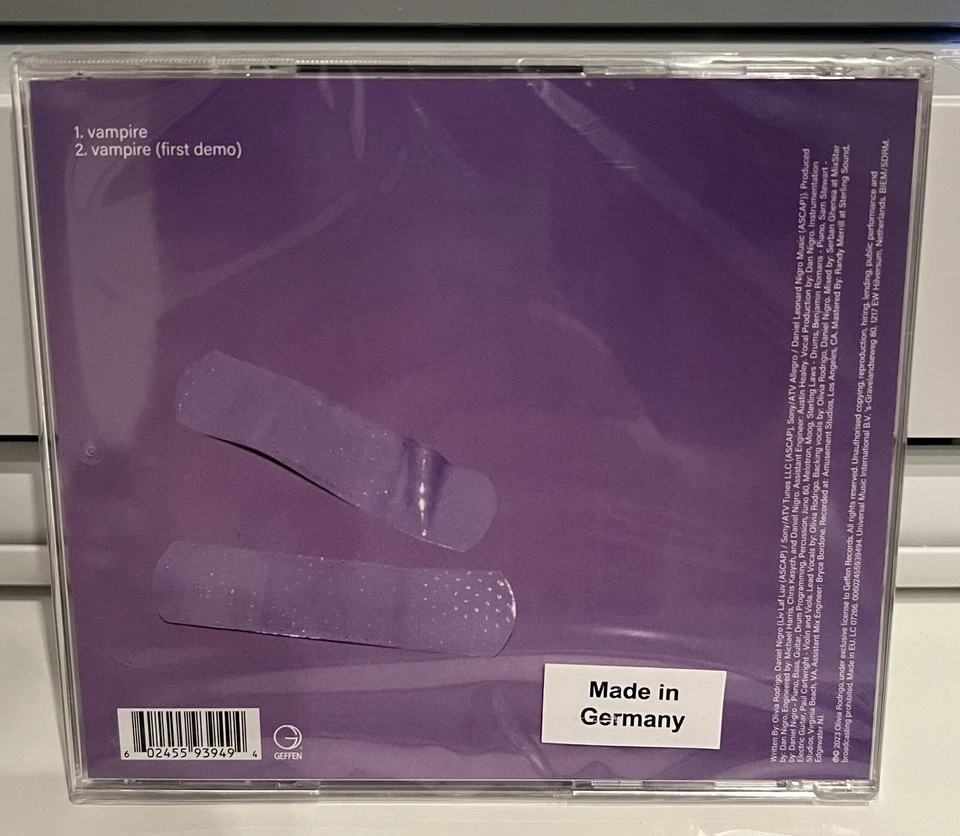 1. vampire
2. vampire (first demo)
Written By: Olivia Rodrigo, Daniel Nigro (Liv Laf Luv (ASCAP) / Sony/ATV Tunes LLC (ASCAP), Sony/ATV Allegro / Daniel Leonard Nigro Music (ASCAP)). Produced
by: Dan Nigro. Engineered by: Michael Harris, Chris Kasych, and Daniel Nigro. Assistant Engineer: Austin Healey. Vocal Production by: Dan Nigro. Instrumentation
by: Daniel Nigro - Piano, Bass, Guitar, Drum Programming, Percussion, Juno 60, Melotron, Moog, Sterling Laws - Drums, Benjamin Romans - Piano, Sam Stewart -
Electric Guitar, Paul Cartwright - Violin and Viola. Lead Vocals by: Olivia Rodrigo. Backing vocals by: Olivia Rodrigo, Daniel Nigro. Mixed by: Serban Ghenea at MixStar
Studios, Virginia Beach, VA. Assistant Mix Engineer: Bryce Bordone. Recorded at: Amusement Studios, Los Angeles, CA. Mastered By: Randy Merrill at Sterling Sound,
Edgewater NJ.
℗© 2023 Olivia Rodrigo, under exclusive license to Geffen Records. All rights reserved. Unauthorised copying, reproduction, hiring, lending, public performance and
broadcasting prohibited. Made in EU. LC 07266. 00602455939494. Universal Music International B.V. 's-Gravelandseweg 80, 1217 EW Hilversum, Netherlands. BIEM/SDRM.
Made in
Germany
6 02455 93949 4
GEFFEN